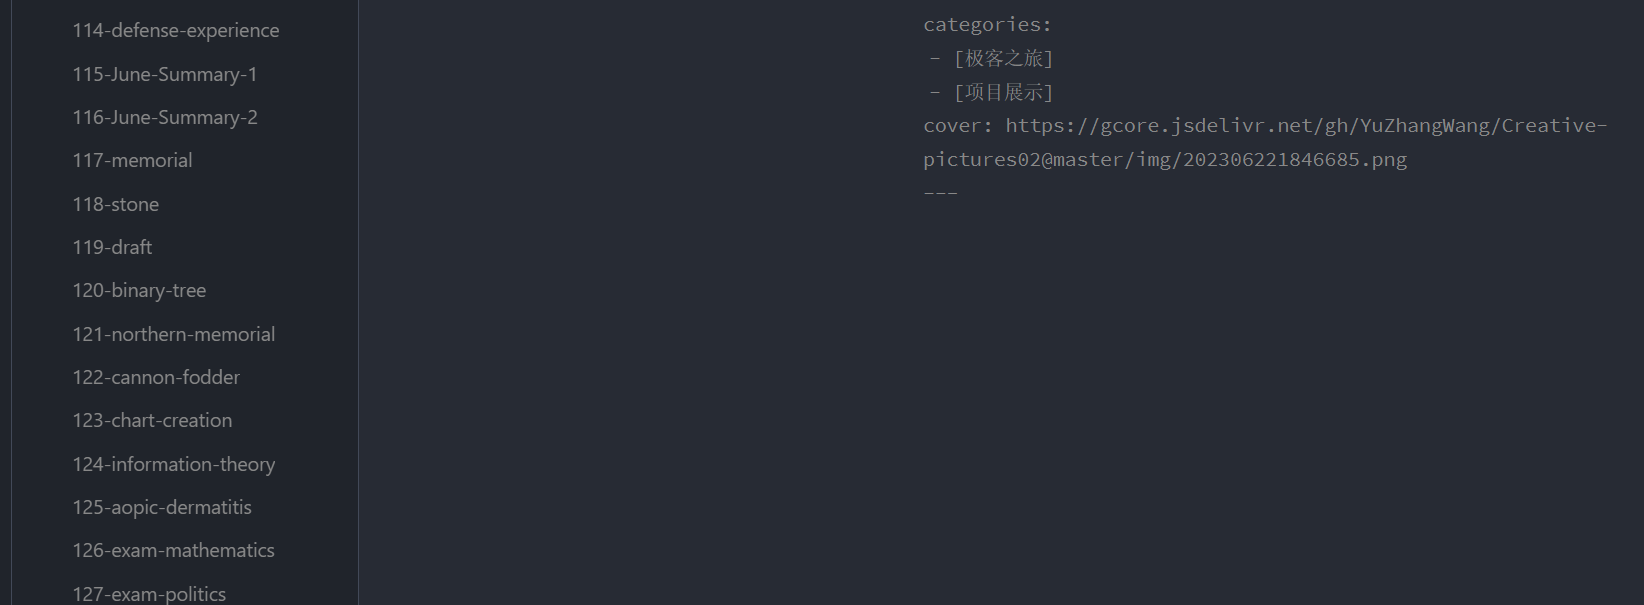 114-defense-experience
115-June-Summary-1
116-June-Summary-2
117-memorial
118-stone
119-draft
120-binary-tree
121-northern-memorial
122-cannon-fodder
123-chart-creation
124-information-theory
125-aopic-dermatitis
126-exam-mathematics
127-exam-politics
categories:
- [极客之旅]
- [项目展示]
cover: https://gcore.jsdelivr.net/gh/YuZhangWang/Creative-
pictures02@master/img/202306221846685.png
---